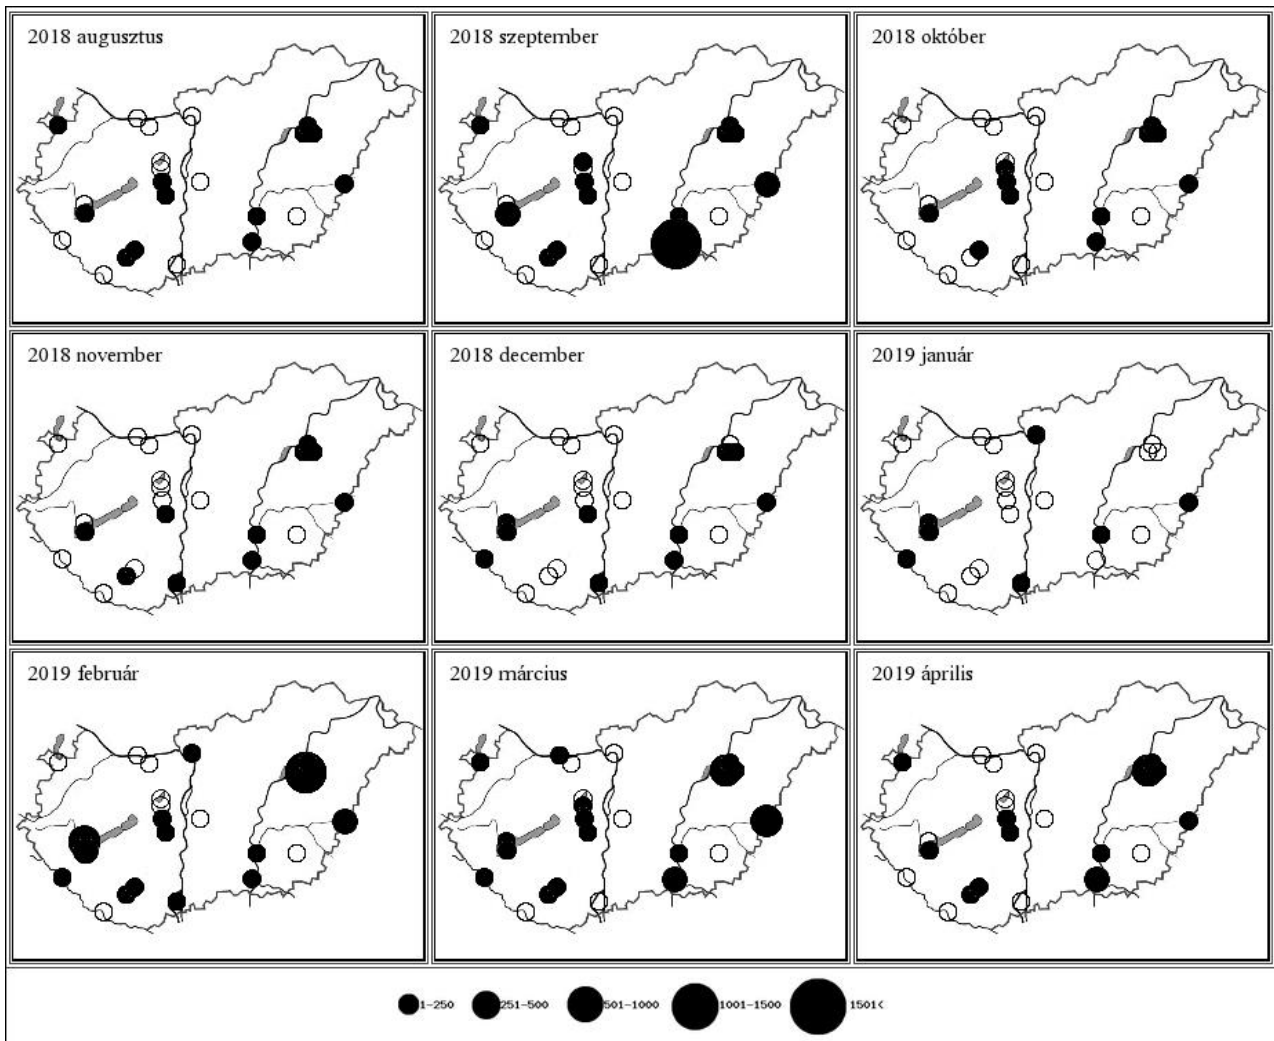 2018 augusztus
2018 szeptember
2018 október
2018 november
2018 december
2019 január
2019 február
2019 március
2019 április
1-250 251-500 501-1000 1001-1500 1501<